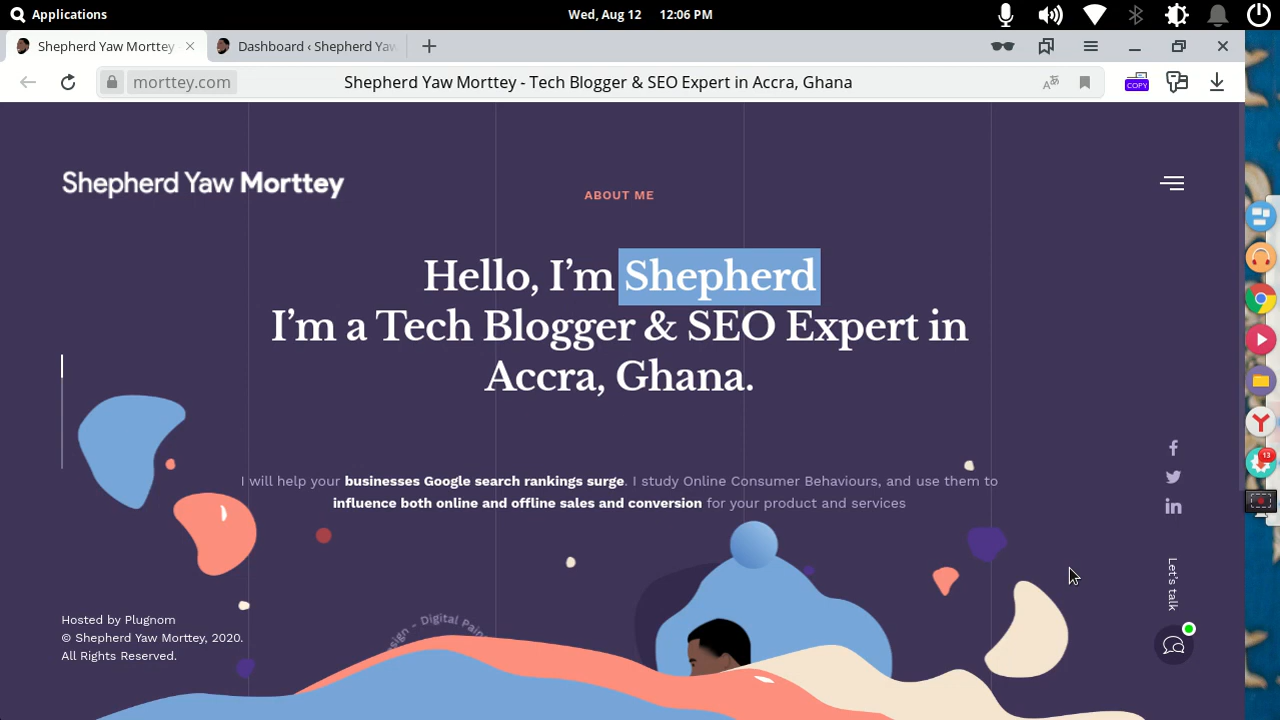 Applications
Wed, Aug 12 12:06 PM
Shepherd Yaw Morttey
Dashboard ‹ Shepherd Yaw
morttey.com
Shepherd Yaw Morttey - Tech Blogger & SEO Expert in Accra, Ghana
COPY
Shepherd Yaw Morttey
ABOUT ME
Hello, I’m Shepherd
I’m a Tech Blogger & SEO Expert in
Accra, Ghana.
I will help your businesses Google search rankings surge. I study Online Consumer Behaviours, and use them to
influence both online and offline sales and conversion for your product and services
13
Let's talk
Hosted by Plugnom
© Shepherd Yaw Morttey, 2020.
All Rights Reserved.
- Digital